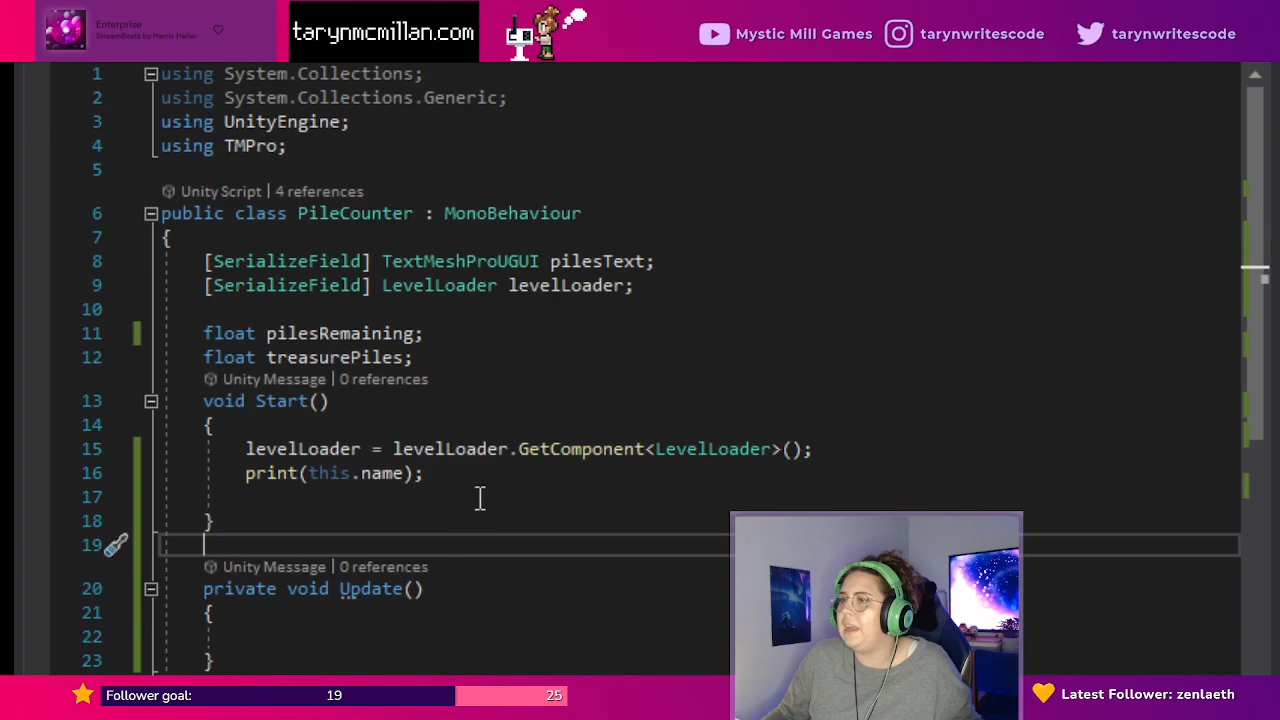 Enterprise
StreamBeats by Harris Heller
tarynmcmillan.com
Mystic Mill Games
tarynwritescode
tarynwritescode
1 using System.Collections;
2 using System.Collections.Generic;
3 using UnityEngine;
4 using TMPro;
5
Unity Script | 4 references
6 public class PileCounter : MonoBehaviour
7 {
8 [SerializeField] TextMeshProUGUI pilesText;
9 [SerializeField] LevelLoader levelLoader;
10
11 float pilesRemaining;
12 float treasurePiles;
Unity Message | 0 references
13 void Start()
14 {
15 levelLoader = levelLoader.GetComponent<LevelLoader>();
16 print(this.name);
17
18 }
19
Unity Message | 0 references
20 private void Update()
21 {
22
23 }
Follower goal: 19 25
Latest Follower: zenlaeth